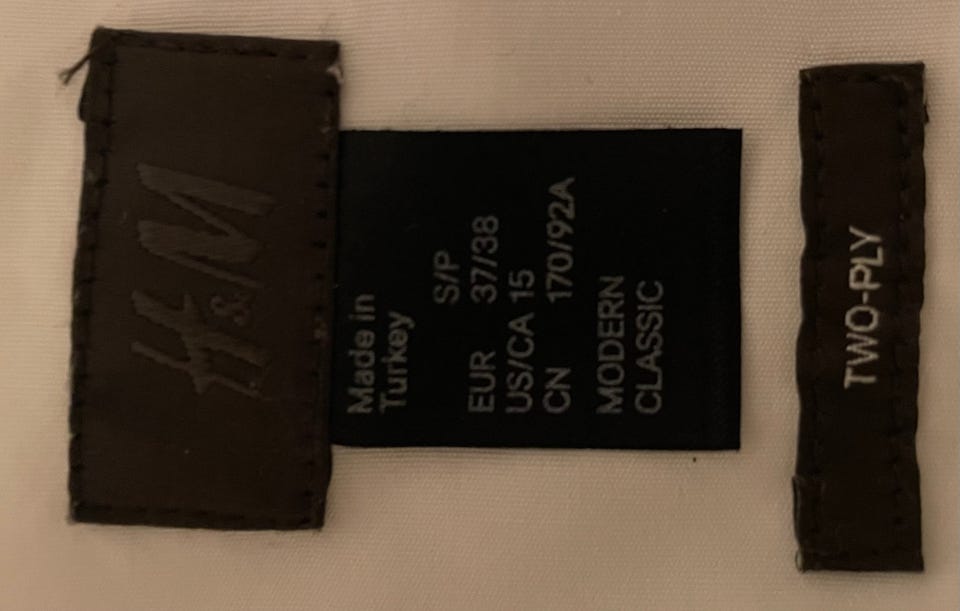 H&M
Made in
Turkey
S/P
EUR 37/38
US/CA 15
CN 170/92A
MODERN
CLASSIC
TWO-PLY